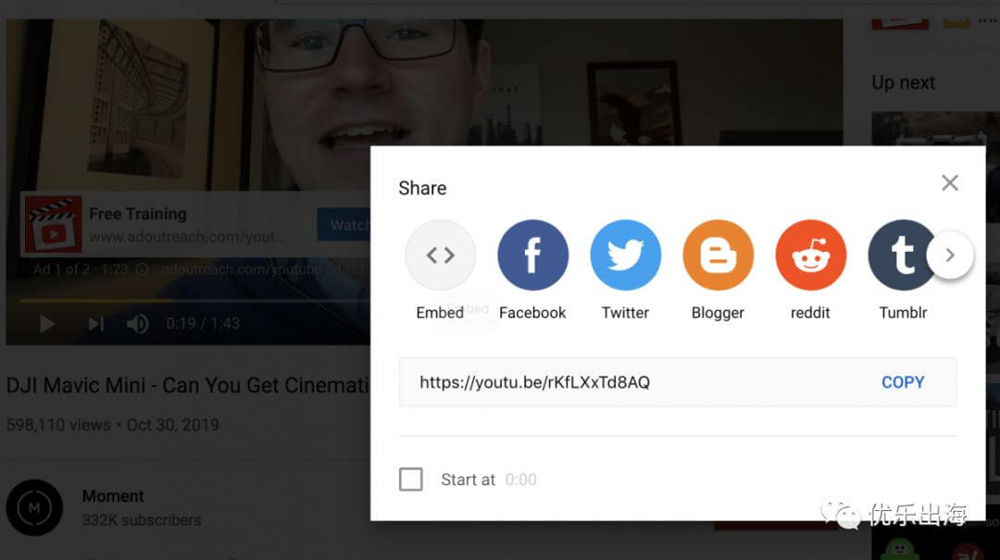 Up next
Share
Free Training
www.adoutreach.com/yout...
Watch
Ad 1 of 2 · 1:23
adoutreach.com/youtube-ads
0:19 / 1:43
Embed
Embed
Facebook
Twitter
Blogger
reddit
Tumblr
https://youtu.be/rKfLXxTd8AQ
COPY
DJI Mavic Mini - Can You Get Cinemati
598,110 views • Oct 30, 2019
Start at 0:00
M
Moment
332K subscribers
优乐出海